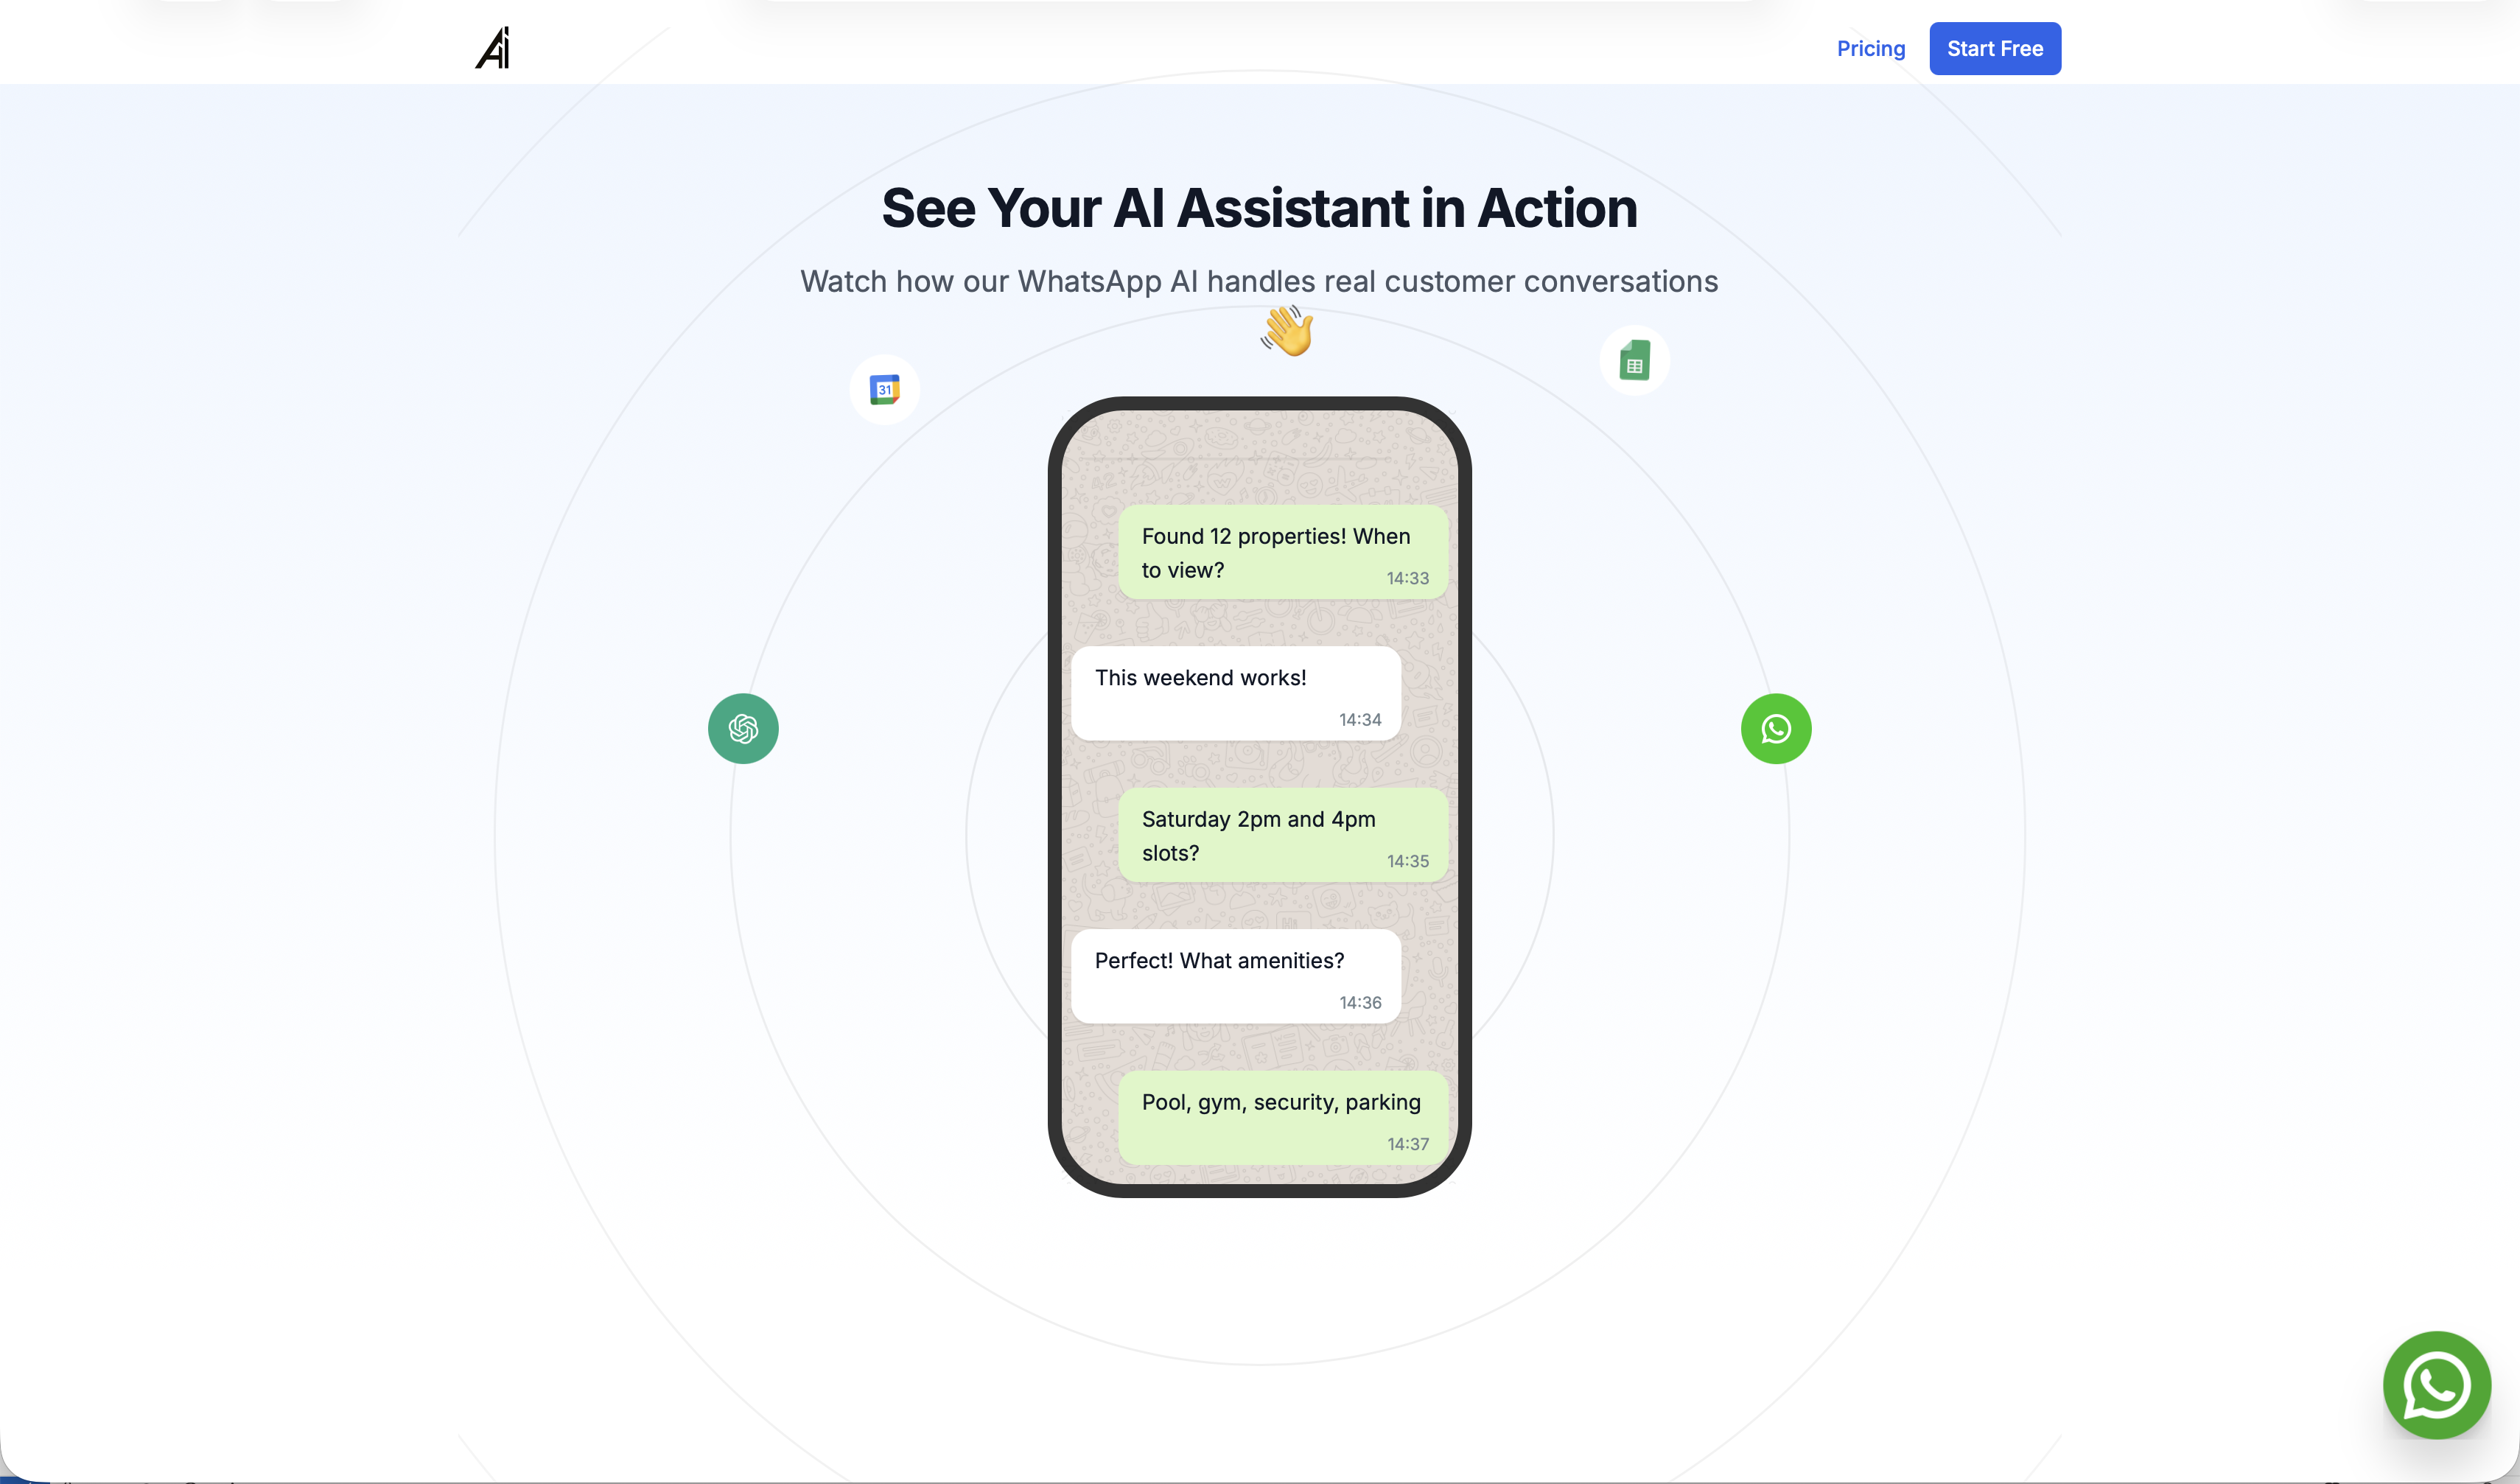 Ai
Pricing
Start Free
See Your AI Assistant in Action
Watch how our WhatsApp AI handles real customer conversations
31
Found 12 properties! When
to view?
14:33
This weekend works!
14:34
Saturday 2pm and 4pm
slots?
14:35
Perfect! What amenities?
14:36
Pool, gym, security, parking
14:37